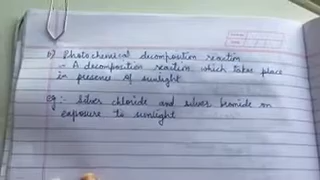 b) Photochemical decomposition reaction
- A decomposition reaction which takes place
in presence of sunlight
eg:- Silver chloride and silver bromide on
exposure to sunlight